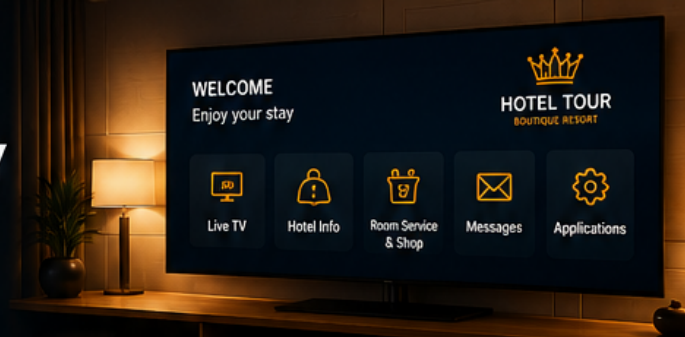 WELCOME
Enjoy your stay
HOTEL TOUR
BOUTIQUE RESORT
Live TV
Hotel Info
Room Service
& Shop
Messages
Applications